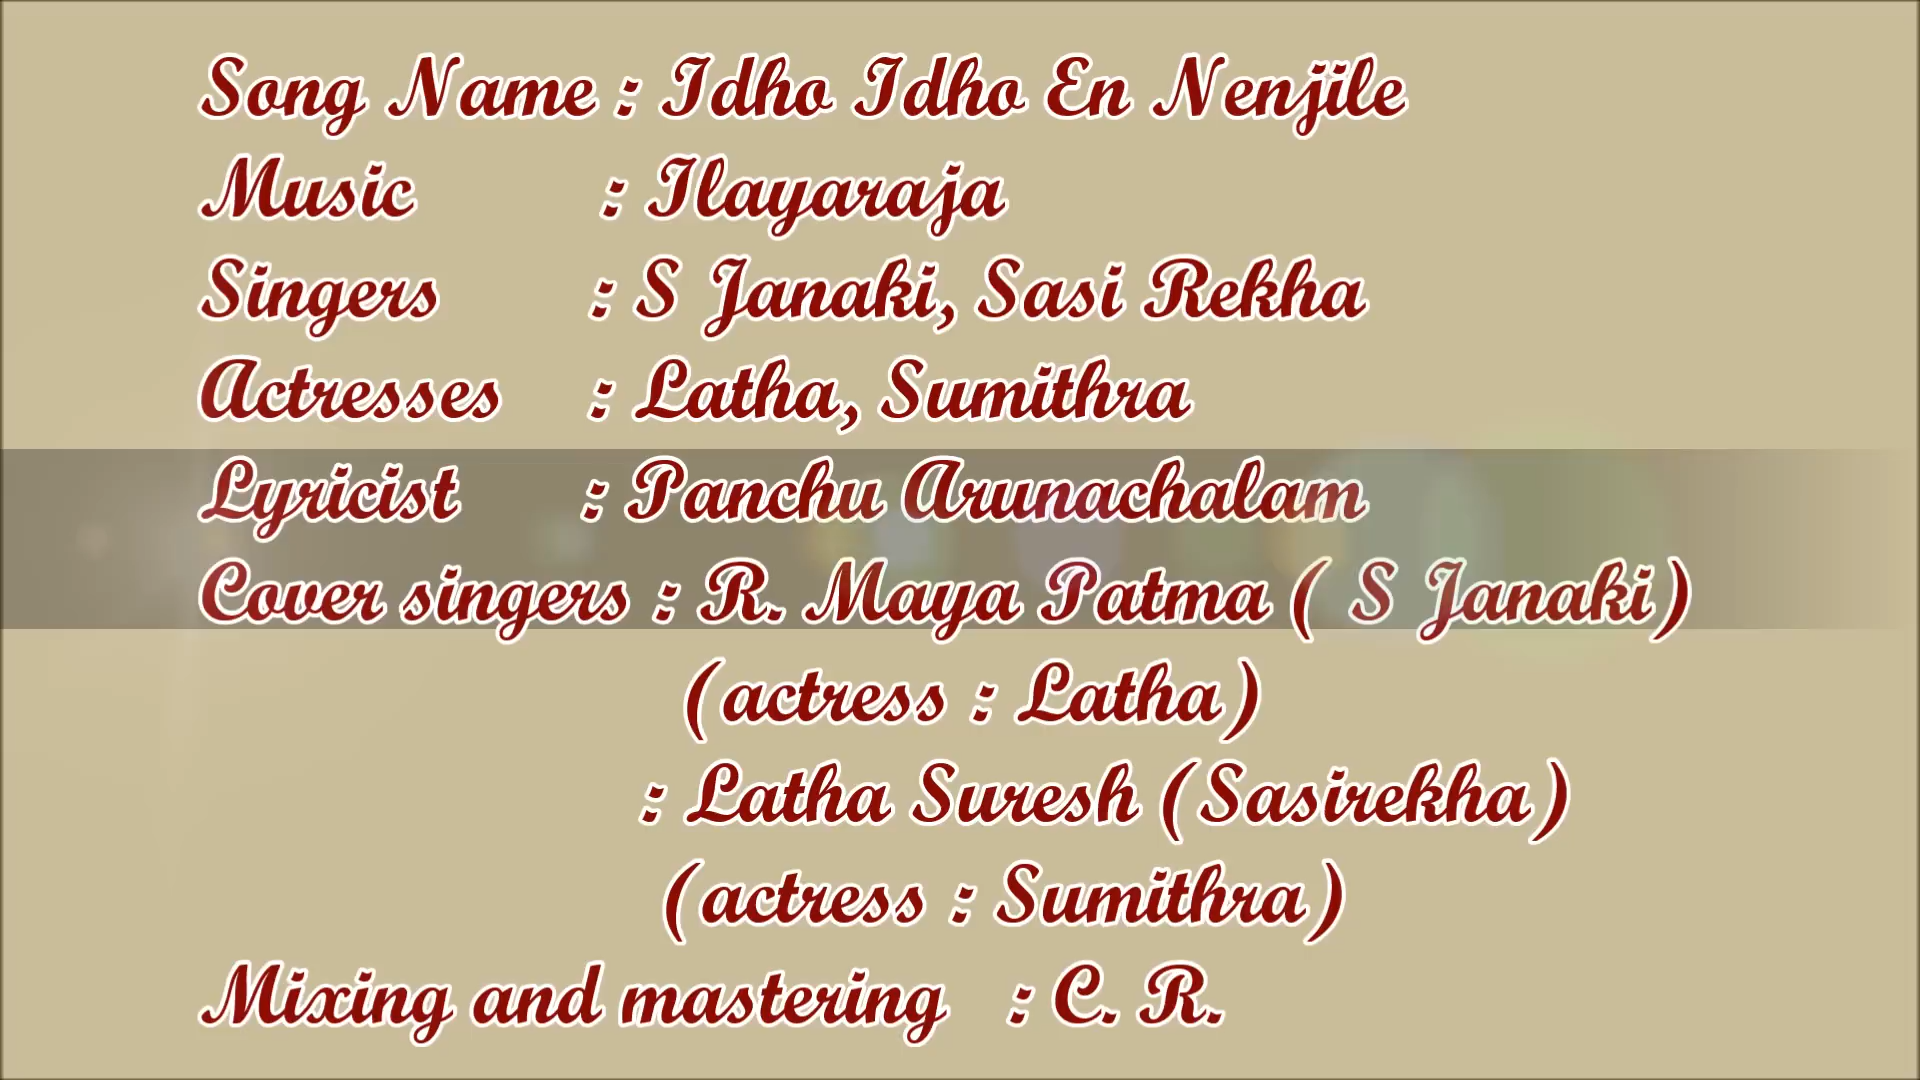 Song Name : Idho Idho En Nenjile
Music : Ilayaraja
Singers : S Janaki, Sasi Rekha
Actresses : Latha, Sumithra
Lyricist : Panchu Arunachalam
Cover singers : R. Maya Patma ( S Janaki)
(actress : Latha)
: Latha Suresh (Sasirekha)
(actress : Sumithra)
Mixing and mastering : C. R.